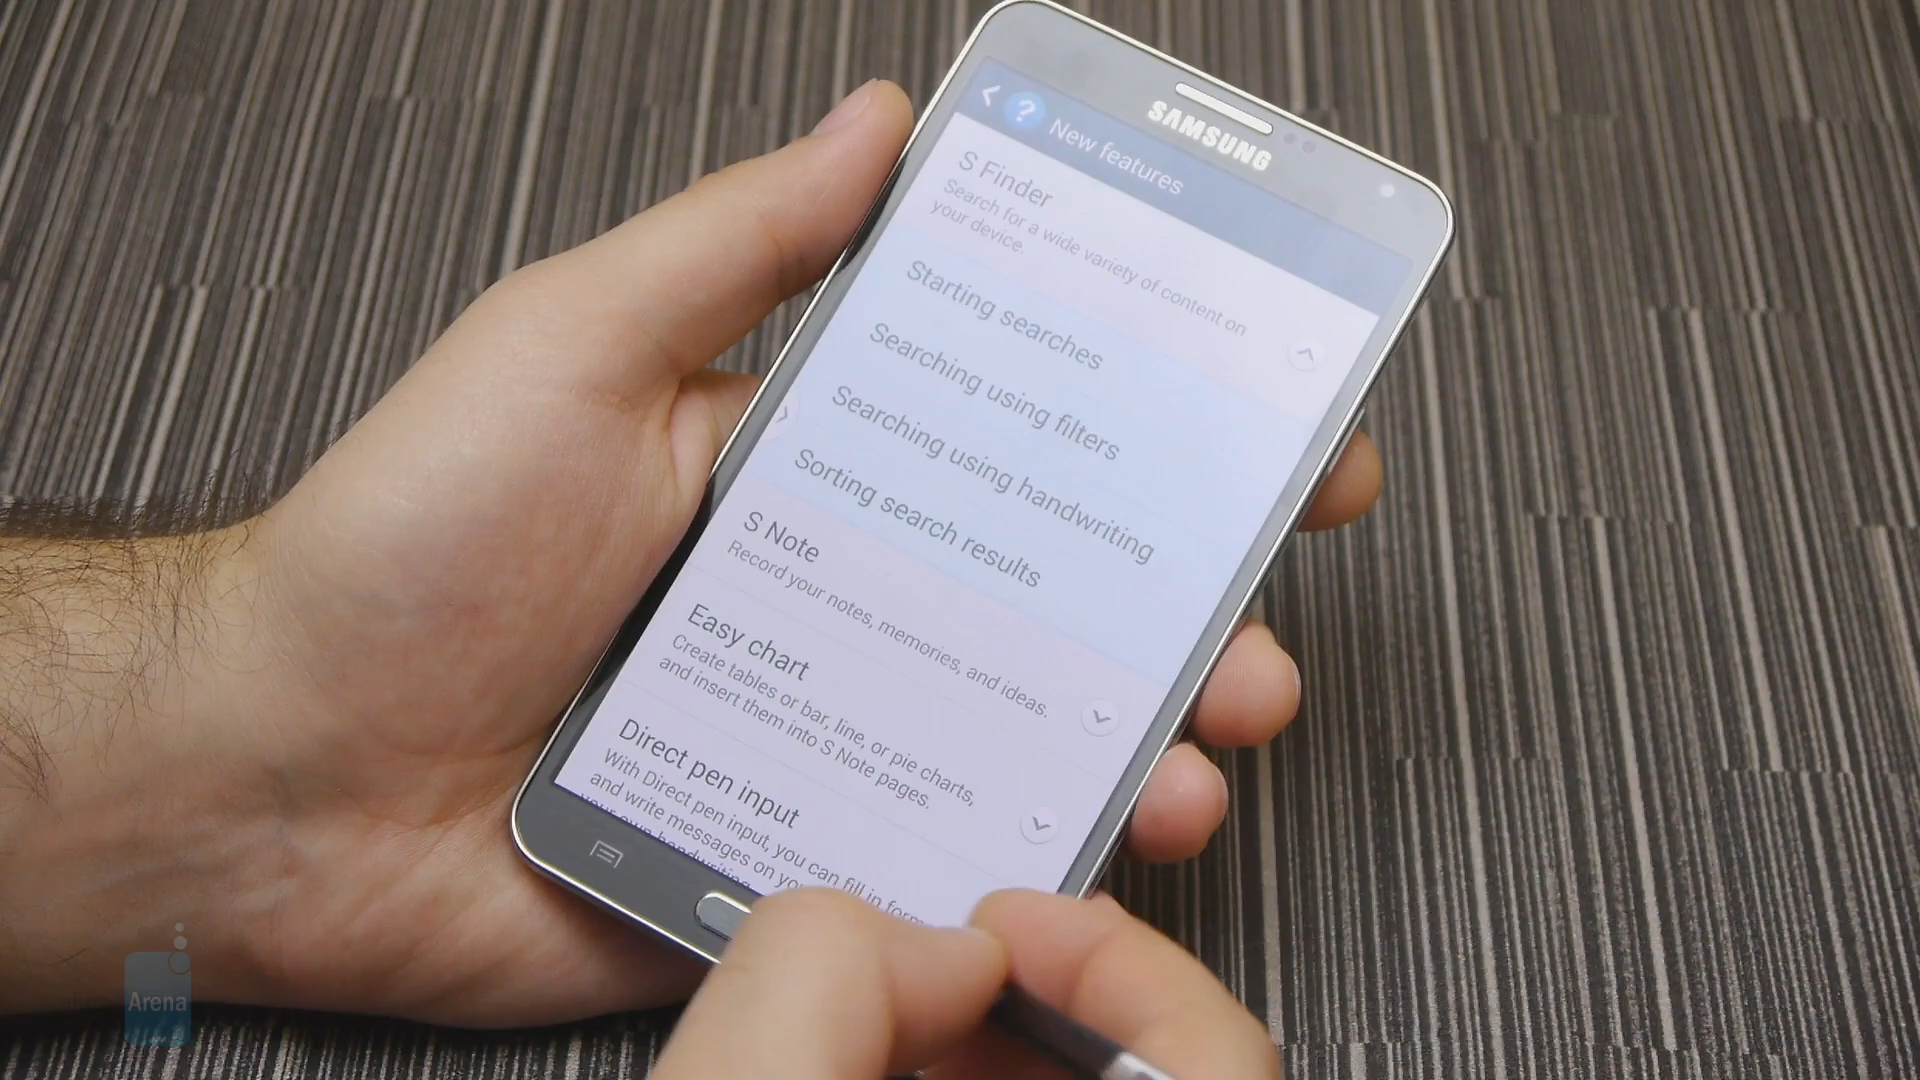 SAMSUNG
?
New features
S Finder
Search for a wide variety of content on
your device.
Starting searches
Searching using filters
Searching using handwriting
Sorting search results
S Note
Record your notes, memories, and ideas.
Easy chart
Create tables or bar, line, or pie charts,
and insert them into S Note pages.
Direct pen input
With Direct pen input, you can fill in form
and write messages on
your own handwriting
Arena